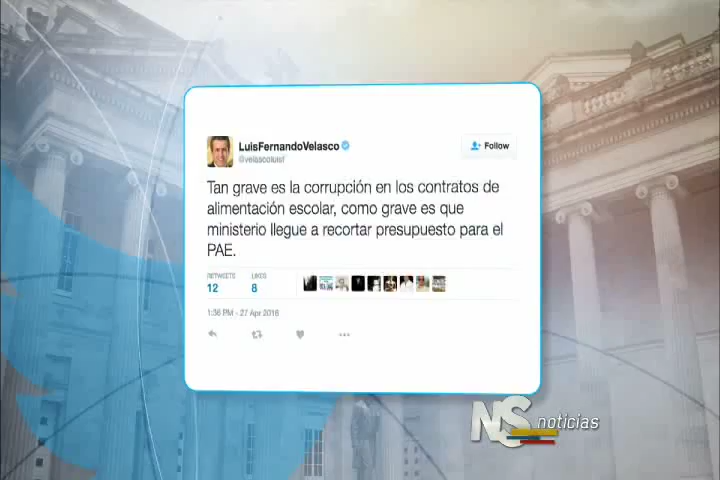 LuisFernandoVelasco
@velascoluisf
Follow
Tan grave es la corrupción en los contratos de
alimentación escolar, como grave es que
ministerio llegue a recortar presupuesto para el
PAE.
RETWEETS LIKES
12 8
1:36 PM - 27 Apr 2016
NS noticias